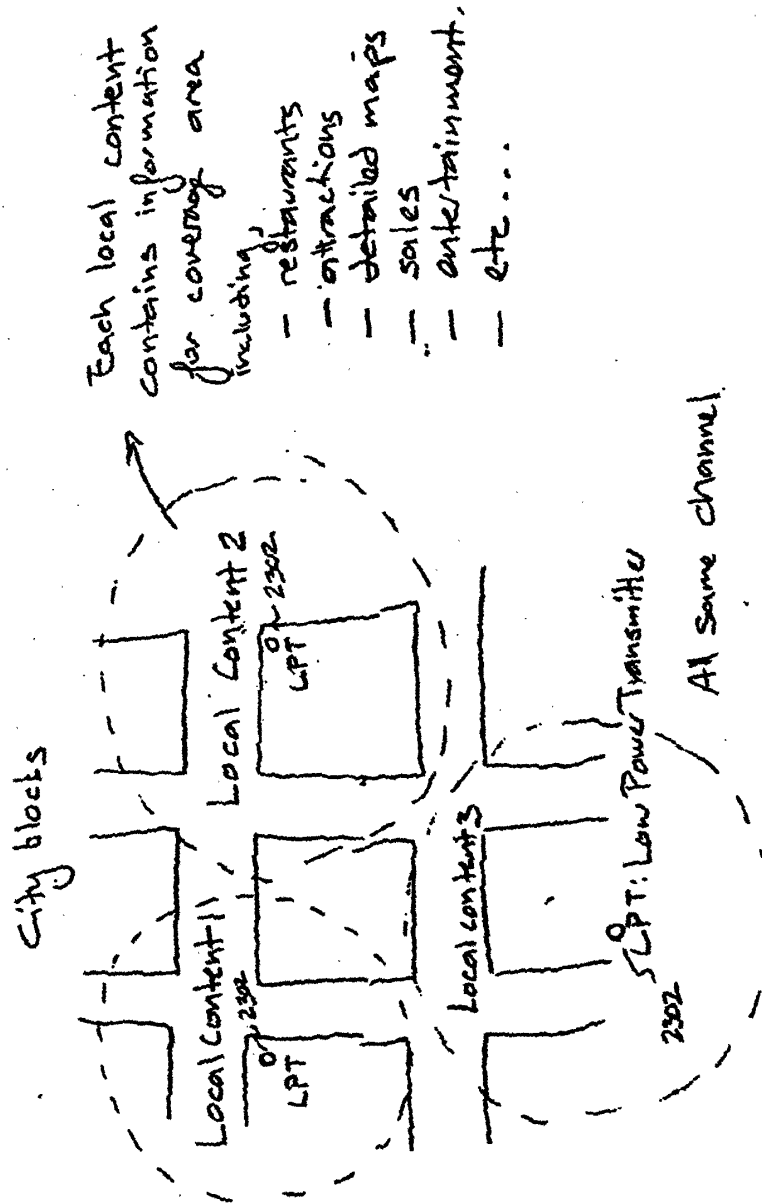 City blocks
Local Content 11
2302
LPT
Local Content 2
2302
LPT
Local content 3
2302
LPT: Low Power Transmitter
All same channel
Each local content
contains information
for coverage area
including,
- restaurants
- attractions
- detailed maps
- sales
- entertainment.
- etc....